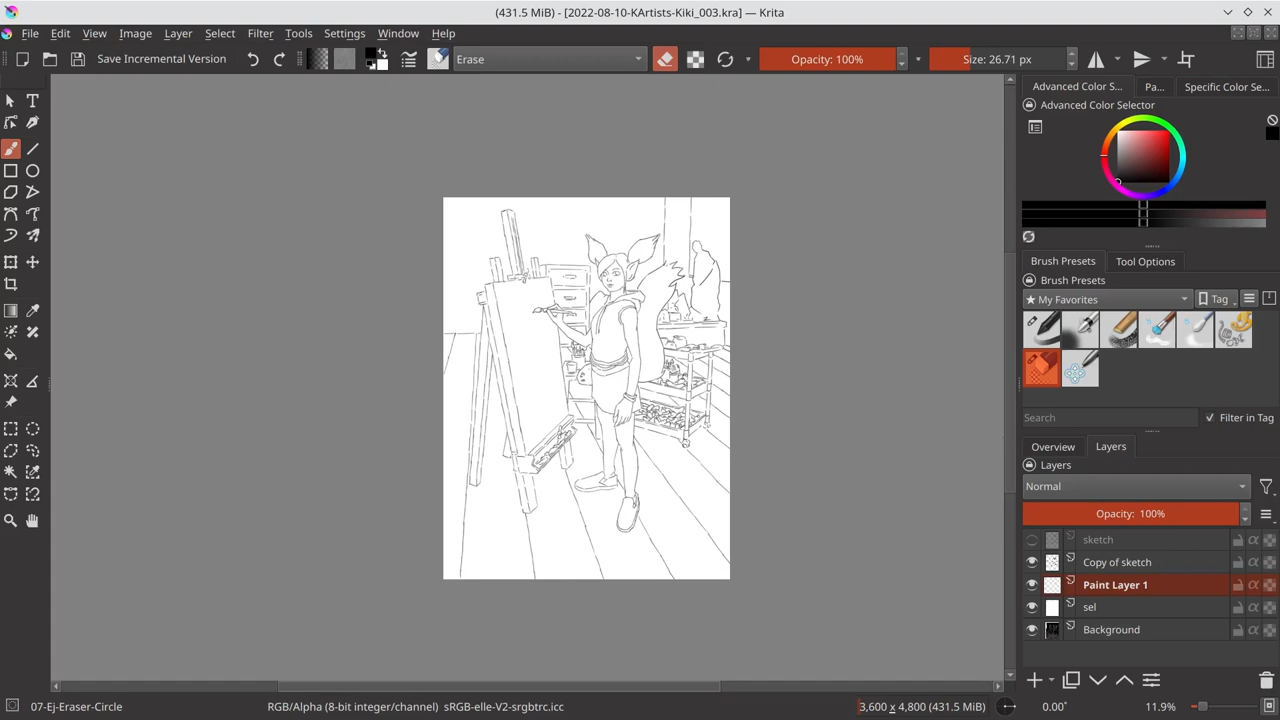 (431.5 MiB) · [2022-08-10-KArtists-Kiki_003.kra] — Krita
File Edit View Image Layer Select Filter Tools Settings Window Help
Save Incremental Version
Erase
Opacity: 100%
Size: 26.71 px
Advanced Color S...
Pa...
Specific Color Se...
Advanced Color Selector
Brush Presets
Tool Options
Brush Presets
★ My Favorites
Tag
Search
Filter in Tag
Overview
Layers
Layers
Normal
Opacity: 100%
sketch
Copy of sketch
Paint Layer 1
sel
Background
07-Ej-Eraser-Circle
RGB/Alpha (8-bit integer/channel) sRGB-elle-V2-srgbtrc.icc
3,600 x 4,800 (431.5 MiB)
0.00°
11.9%